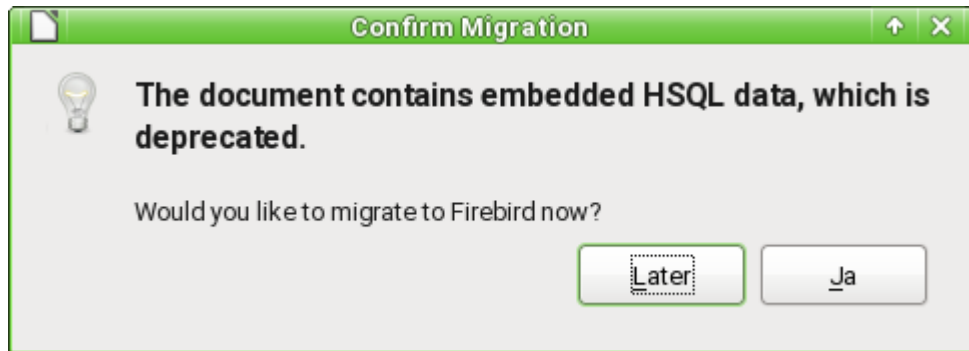 Confirm Migration
The document contains embedded HSQL data, which is
deprecated.
Would you like to migrate to Firebird now?
Later
Ja